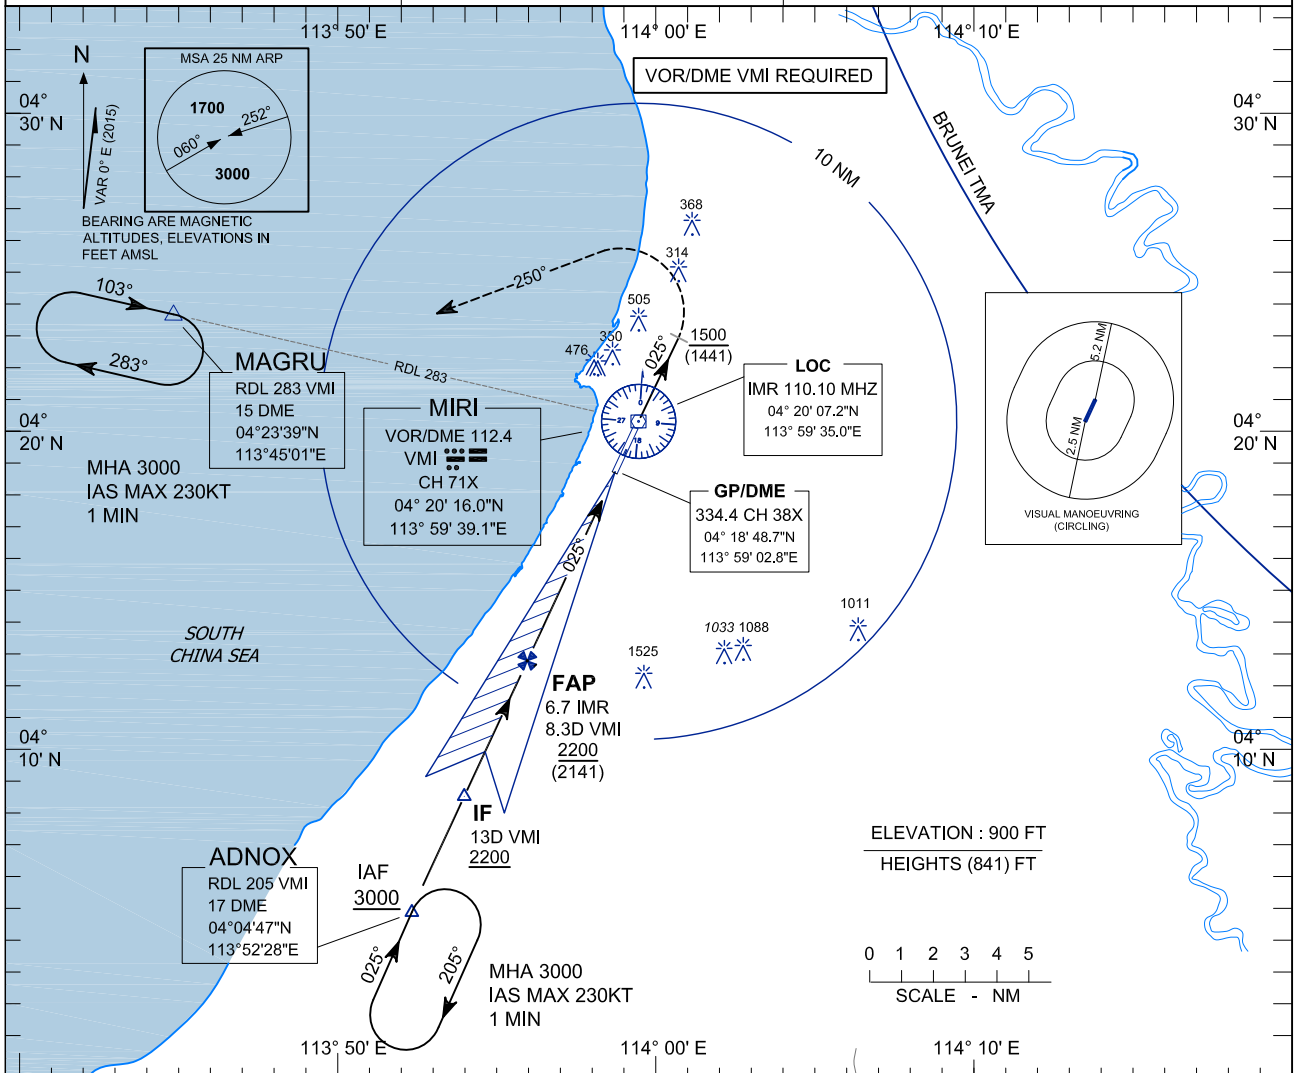 113° 50' E
114° 00' E
114° 10' E
N
VAR 0° E (2015)
MSA 25 NM ARP
1700
252°
060°
3000
BEARING ARE MAGNETIC
ALTITUDES, ELEVATIONS IN
FEET AMSL
04°
30' N
VOR/DME VMI REQUIRED
04°
30' N
BRUNEI TMA
10 NM
368
314
505
350
476
250°
103°
283°
MAGRU
RDL 283 VMI
15 DME
04°23'39"N
113°45'01"E
RDL 283
MHA 3000
IAS MAX 230KT
1 MIN
04°
20' N
MIRI
VOR/DME 112.4
VMI
CH 71X
04° 20' 16.0"N
113° 59' 39.1"E
0
9
18
27
025°
1500
(1441)
LOC
IMR 110.10 MHZ
04° 20' 07.2"N
113° 59' 35.0"E
GP/DME
334.4 CH 38X
04° 18' 48.7"N
113° 59' 02.8"E
5.2 NM
2.5 NM
VISUAL MANOEUVRING
(CIRCLING)
04°
20' N
025°
SOUTH
CHINA SEA
1525
1033
1088
1011
FAP
6.7 IMR
8.3D VMI
2200
(2141)
04°
10' N
04°
10' N
IF
13D VMI
2200
ELEVATION : 900 FT
HEIGHTS (841) FT
ADNOX
RDL 205 VMI
17 DME
04°04'47"N
113°52'28"E
IAF
3000
025°
205°
MHA 3000
IAS MAX 230KT
1 MIN
0 1 2 3 4 5
SCALE - NM
113° 50' E
114° 00' E
114° 10' E